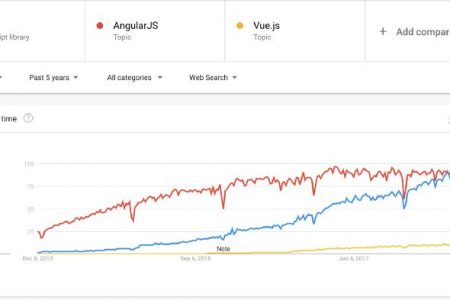 AngularJS
Vue.js
ript library
Topic
Topic
+ Add compar
Past 5 years
All categories
Web Search
time ?
100
75
50
25
Note
Dec 8, 2013
Sep 6, 2015
Jun 4, 2017